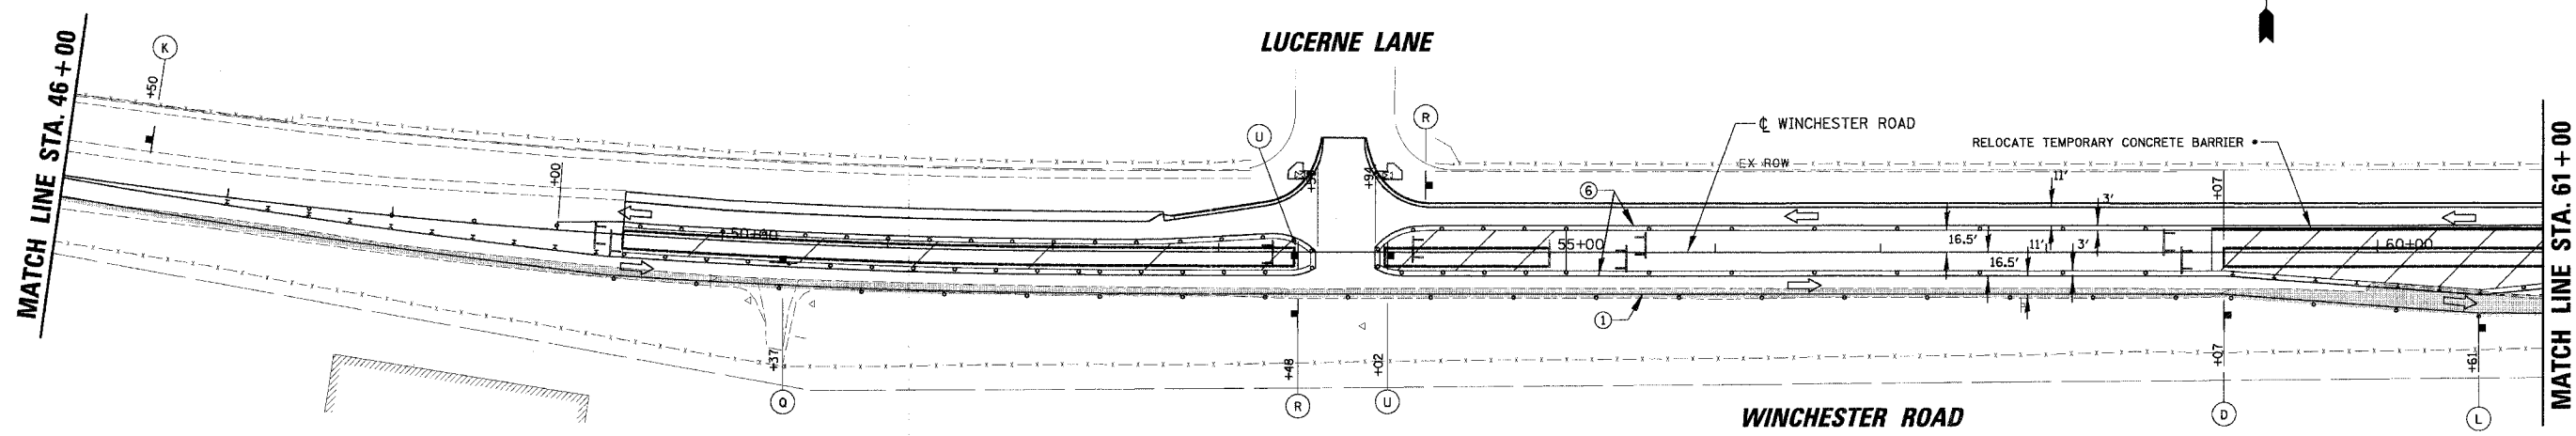 LUCERNE LANE
MATCH LINE STA. 46 + 00
K
+50
+00
U
R
℄ WINCHESTER ROAD
RELOCATE TEMPORARY CONCRETE BARRIER •
EX ROW
MATCH LINE STA. 61 + 00
+94
6
11'
3'
+07
50+00
55+00
60+00
16.5'
11'
3'
16.5'
1
+37
+48
+02
+07
+61
Q
R
U
WINCHESTER ROAD
D
L